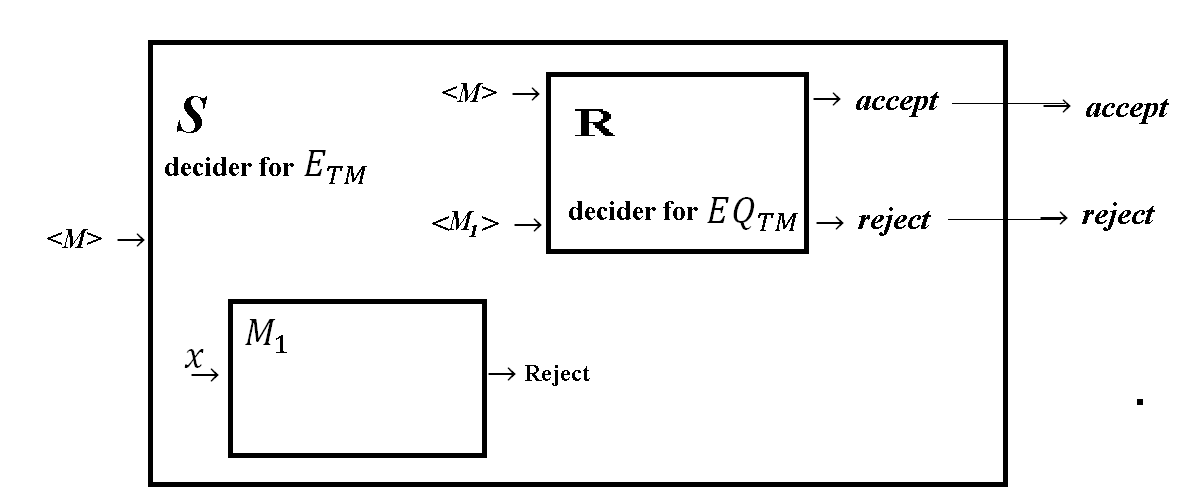 S
decider for E_TM
<M> →
<M> →
R
decider for EQ_TM
<M₁> →
→ accept → accept
→ reject → reject
M₁
x →
→ Reject
.